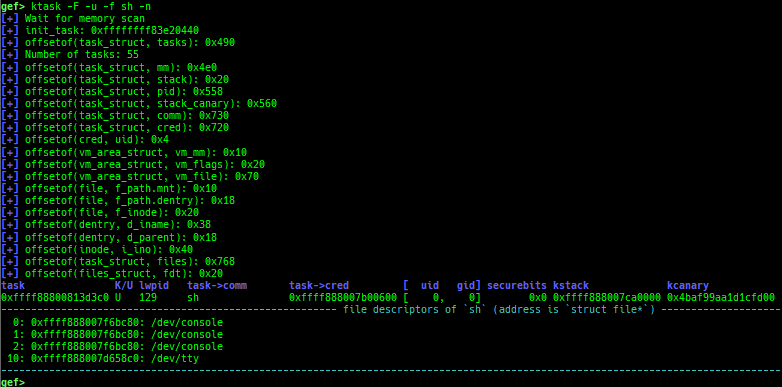 gef> ktask -F -u -f sh -n
[+] Wait for memory scan
[+] init_task: 0xffffffff83e20440
[+] offsetof(task_struct, tasks): 0x490
[+] Number of tasks: 55
[+] offsetof(task_struct, mm): 0x4e0
[+] offsetof(task_struct, stack): 0x20
[+] offsetof(task_struct, pid): 0x558
[+] offsetof(task_struct, stack_canary): 0x560
[+] offsetof(task_struct, comm): 0x730
[+] offsetof(task_struct, cred): 0x720
[+] offsetof(cred, uid): 0x4
[+] offsetof(vm_area_struct, vm_mm): 0x10
[+] offsetof(vm_area_struct, vm_flags): 0x20
[+] offsetof(vm_area_struct, vm_file): 0x70
[+] offsetof(file, f_path.mnt): 0x10
[+] offsetof(file, f_path.dentry): 0x18
[+] offsetof(file, f_inode): 0x20
[+] offsetof(dentry, d_iname): 0x38
[+] offsetof(dentry, d_parent): 0x18
[+] offsetof(inode, i_ino): 0x40
[+] offsetof(task_struct, files): 0x768
[+] offsetof(files_struct, fdt): 0x20
task K/U lwpid task->comm task->cred [ uid gid] securebits kstack kcanary
0xffff88800813d3c0 U 129 sh 0xffff888007b00600 [ 0, 0] 0x0 0xffff888007ca0000 0x4baf99aa1d1cfd00
file descriptors of `sh` (address is `struct file*`)
0: 0xffff888007f6bc80: /dev/console
1: 0xffff888007f6bc80: /dev/console
2: 0xffff888007f6bc80: /dev/console
10: 0xffff888007d658c0: /dev/tty
gef>